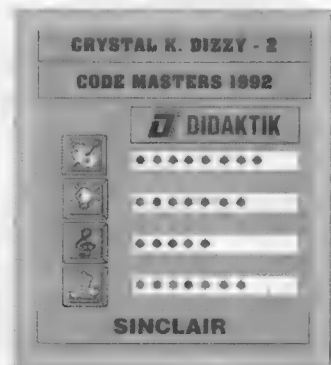 CRYSTAL K. DIZZY - 2
CODE MASTERS 1992
DIDAKTIK
SINCLAIR